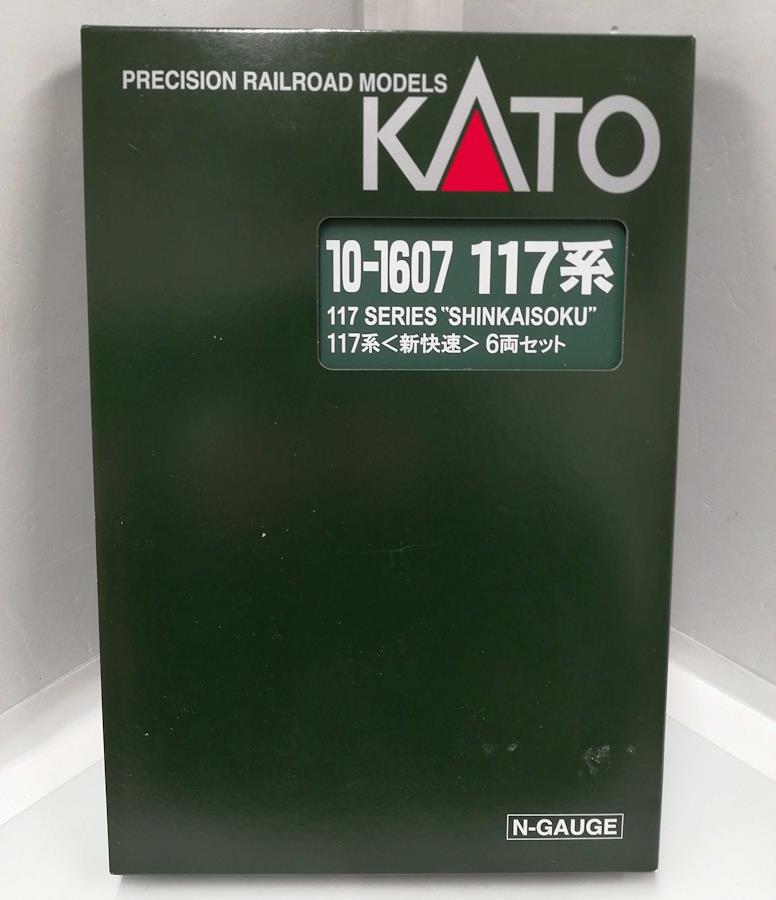 PRECISION RAILROAD MODELS
KATO
10-1607 117系
117 SERIES "SHINKAISOKU"
117系<新快速> 6両セット
N-GAUGE